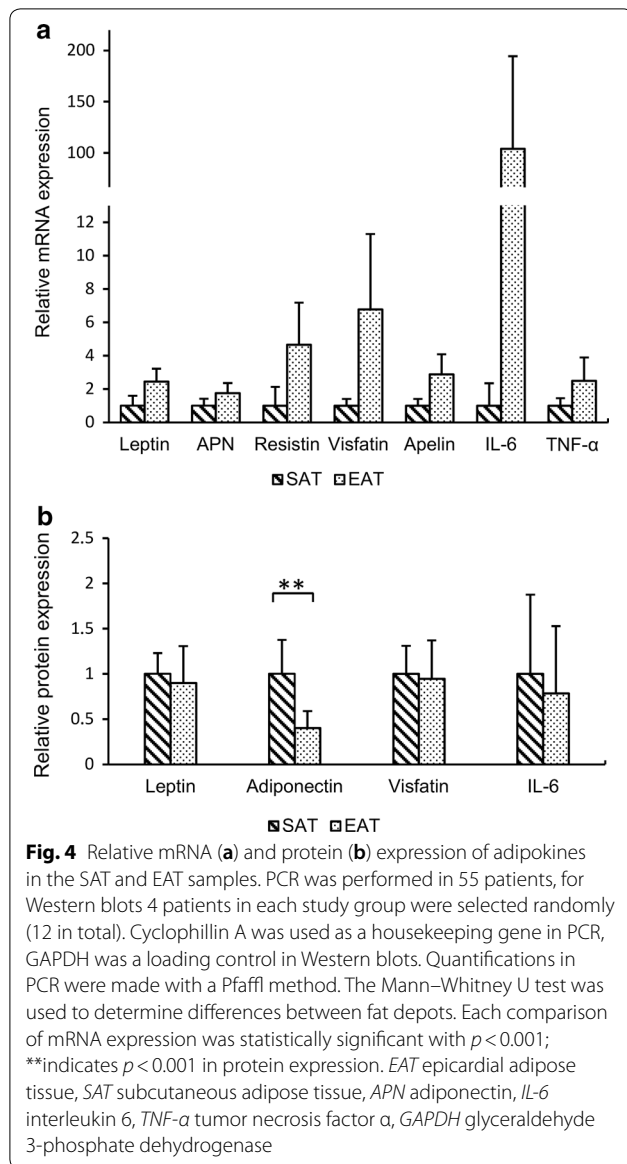 a
200
150
100
12
10
8
6
4
2
0
Relative mRNA expression
Leptin APN Resistin Visfatin Apelin IL-6 TNF-α
SAT EAT
b
2.5
2
1.5
1
0.5
0
Relative protein expression
**
Leptin Adiponectin Visfatin IL-6
SAT EAT
Fig. 4 Relative mRNA (a) and protein (b) expression of adipokines
in the SAT and EAT samples. PCR was performed in 55 patients, for
Western blots 4 patients in each study group were selected randomly
(12 in total). Cyclophillin A was used as a housekeeping gene in PCR,
GAPDH was a loading control in Western blots. Quantifications in
PCR were made with a Pfaffl method. The Mann–Whitney U test was
used to determine differences between fat depots. Each comparison
of mRNA expression was statistically significant with p < 0.001;
**indicates p < 0.001 in protein expression. EAT epicardial adipose
tissue, SAT subcutaneous adipose tissue, APN adiponectin, IL-6
interleukin 6, TNF-α tumor necrosis factor α, GAPDH glyceraldehyde
3-phosphate dehydrogenase